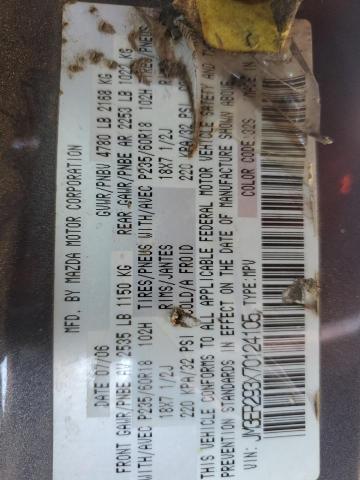 MFD. BY MAZDA MOTOR CORPORATION
DATE 07/06 GVWR/PNBV 4780 LB 2168 KG
FRONT GAWR/PNBE AV 2535 LB 1150 KG REAR GAWR/PNBE AR 2253 LB 1022 KG
WITH/AVEC P235/60R18 102H TIRES/PNEUS WITH/AVEC P235/60R18 102H TIRES/PNEUS
18X7 1/2J RIMS/JANTES 18X7 1/2J
220 KPA/32 PSI COLD/A FROID 220 KPA/32 PSI
THIS VEHICLE CONFORMS TO ALL APPLICABLE FEDERAL MOTOR VEHICLE SAFETY AND
PREVENTION STANDARDS IN EFFECT ON THE DATE OF MANUFACTURE SHOWN ABOVE
VIN: JM3ER293X70124105 TYPE:MPV COLOR CODE:32S